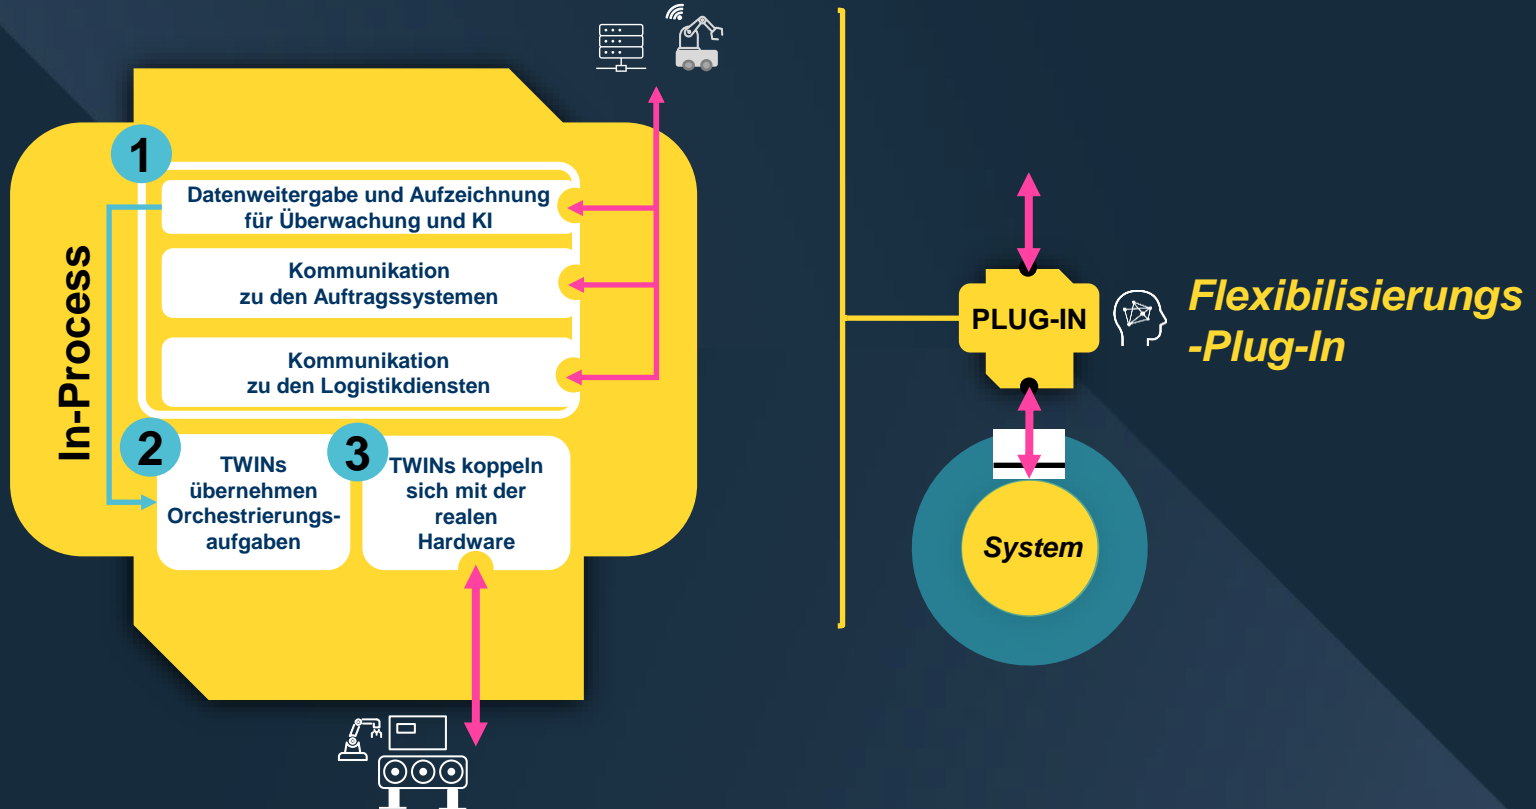 In-Process
1
Datenweitergabe und Aufzeichnung
für Überwachung und KI
Kommunikation
zu den Auftragssystemen
Kommunikation
zu den Logistikdiensten
2
TWINs
übernehmen
Orchestrierungs-
aufgaben
3
TWINs koppeln
sich mit der
realen
Hardware
PLUG-IN
Flexibilisierungs
-Plug-In
System